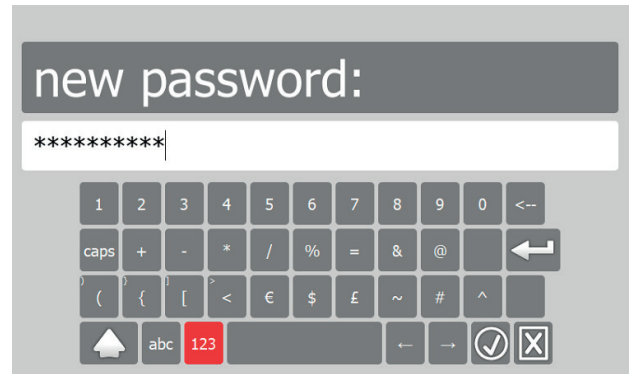 new password:
**********
1 2 3 4 5 6 7 8 9 0 <--
caps + - * / % = & @
) } ] >
( { [ < € $ £ ~ # ^
abc 123 ← →